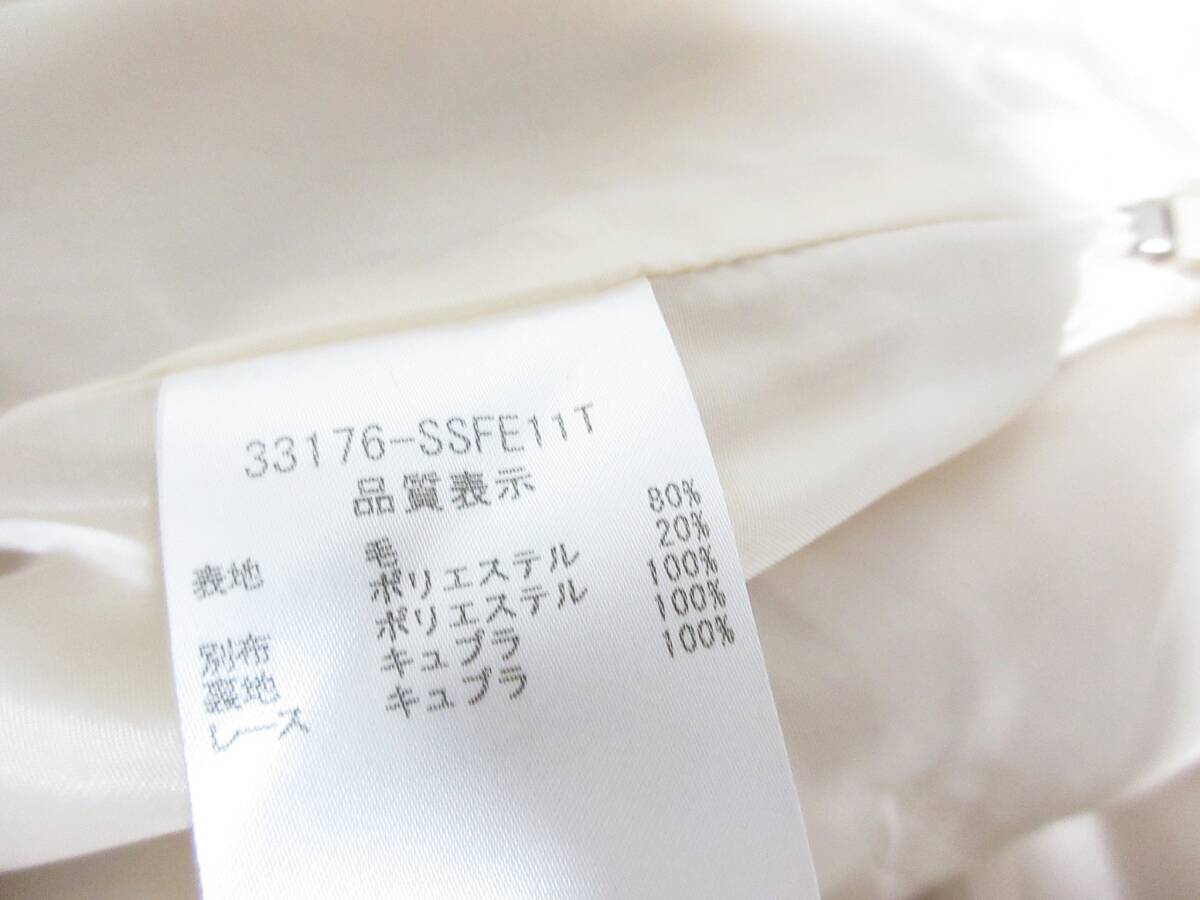 33176-SSFE11T
品質表示
表地 毛 80%
ポリエステル 20%
別布 ポリエステル 100%
裏地 キュプラ 100%
レース キュプラ 100%